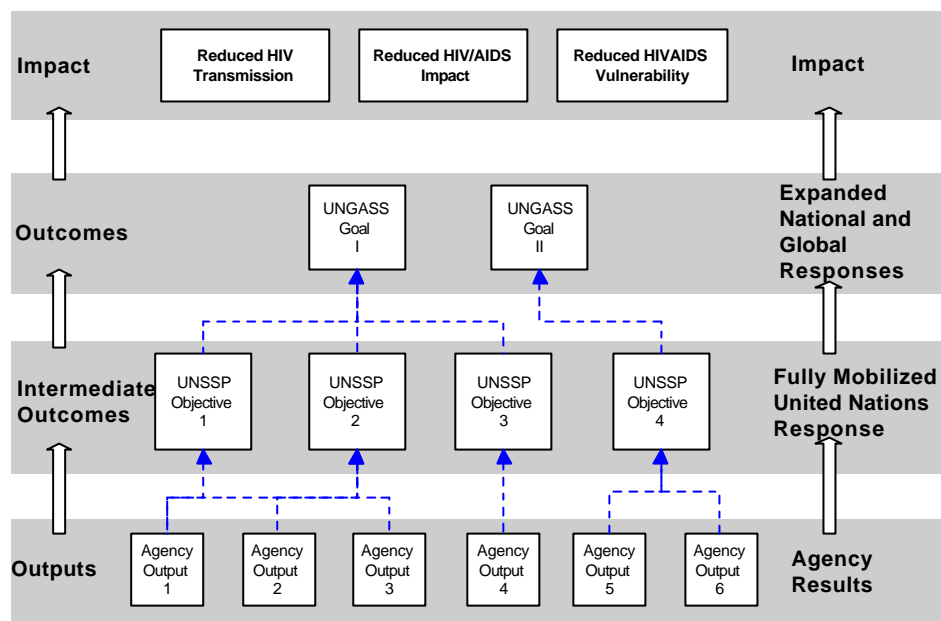 Impact
Reduced HIV
Transmission
Reduced HIV/AIDS
Impact
Reduced HIVAIDS
Vulnerability
Impact
Outcomes
UNGASS
Goal
I
UNGASS
Goal
II
Expanded
National and
Global
Responses
Intermediate
Outcomes
UNSSP
Objective
1
UNSSP
Objective
2
UNSSP
Objective
3
UNSSP
Objective
4
Fully Mobilized
United Nations
Response
Outputs
Agency
Output
1
Agency
Output
2
Agency
Output
3
Agency
Output
4
Agency
Output
5
Agency
Output
6
Agency
Results